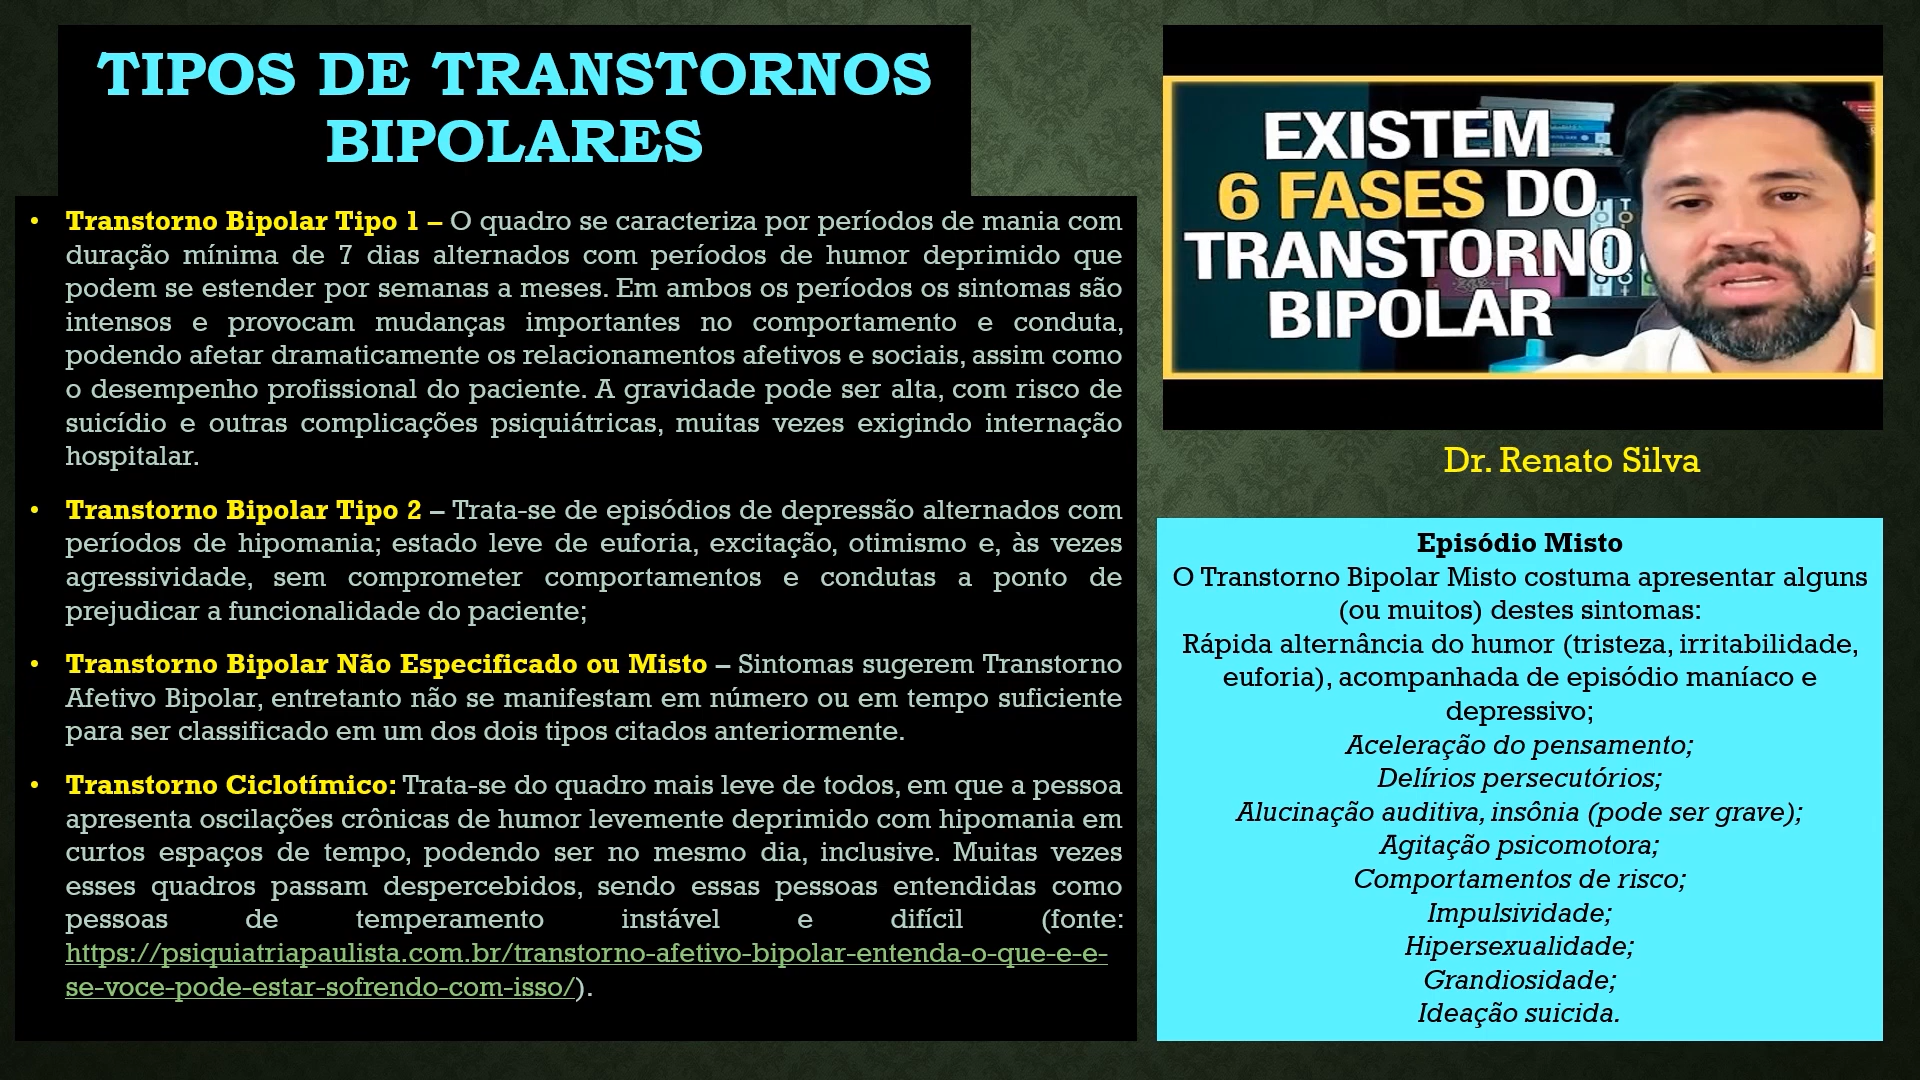 TIPOS DE TRANSTORNOS
BIPOLARES
• Transtorno Bipolar Tipo 1 – O quadro se caracteriza por períodos de mania com
duração mínima de 7 dias alternados com períodos de humor deprimido que
podem se estender por semanas a meses. Em ambos os períodos os sintomas são
intensos e provocam mudanças importantes no comportamento e conduta,
podendo afetar dramaticamente os relacionamentos afetivos e sociais, assim como
o desempenho profissional do paciente. A gravidade pode ser alta, com risco de
suicídio e outras complicações psiquiátricas, muitas vezes exigindo internação
hospitalar.
• Transtorno Bipolar Tipo 2 – Trata-se de episódios de depressão alternados com
períodos de hipomania; estado leve de euforia, excitação, otimismo e, às vezes
agressividade, sem comprometer comportamentos e condutas a ponto de
prejudicar a funcionalidade do paciente;
• Transtorno Bipolar Não Especificado ou Misto – Sintomas sugerem Transtorno
Afetivo Bipolar, entretanto não se manifestam em número ou em tempo suficiente
para ser classificado em um dos dois tipos citados anteriormente.
• Transtorno Ciclotímico: Trata-se do quadro mais leve de todos, em que a pessoa
apresenta oscilações crônicas de humor levemente deprimido com hipomania em
curtos espaços de tempo, podendo ser no mesmo dia, inclusive. Muitas vezes
esses quadros passam despercebidos, sendo essas pessoas entendidas como
pessoas de temperamento instável e difícil (fonte:
https://psiquiatriapaulista.com.br/transtorno-afetivo-bipolar-entenda-o-que-e-e-
se-voce-pode-estar-sofrendo-com-isso/).
EXISTEM
6 FASES DO
TRANSTORNO
BIPOLAR
Dr. Renato Silva
Episódio Misto
O Transtorno Bipolar Misto costuma apresentar alguns
(ou muitos) destes sintomas:
Rápida alternância do humor (tristeza, irritabilidade,
euforia), acompanhada de episódio maníaco e
depressivo;
Aceleração do pensamento;
Delírios persecutórios;
Alucinação auditiva, insônia (pode ser grave);
Agitação psicomotora;
Comportamentos de risco;
Impulsividade;
Hipersexualidade;
Grandiosidade;
Ideação suicida.